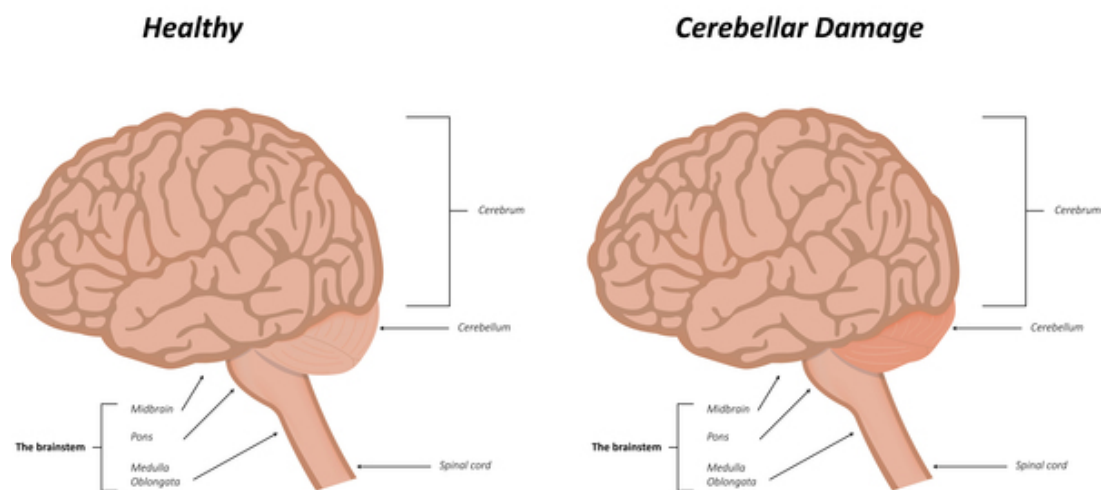 Healthy
Cerebrum
Cerebellum
Midbrain
The brainstem
Pons
Medulla
Oblongata
Spinal cord
Cerebellar Damage
Cerebrum
Cerebellum
Midbrain
The brainstem
Pons
Medulla
Oblongata
Spinal cord